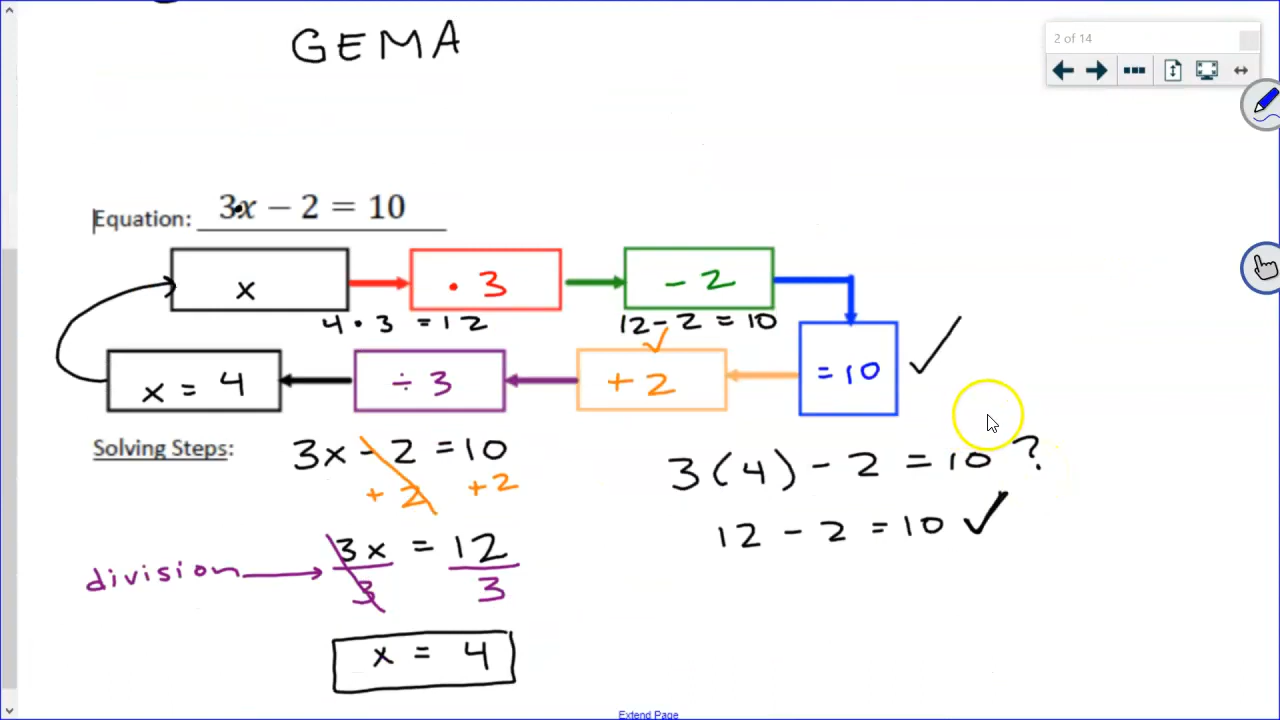 GEMA
2 of 14
Equation: 3•x − 2 = 10
x
• 3
− 2
4 • 3 = 12
12 − 2 = 10
= 10 ✓
x = 4
÷ 3
+ 2 ✓
Solving Steps:
3x − 2 = 10
+ 2 +2
3x = 12
3 3
division
x = 4
3(4) − 2 = 10 ?
12 − 2 = 10 ✓
Extend Page